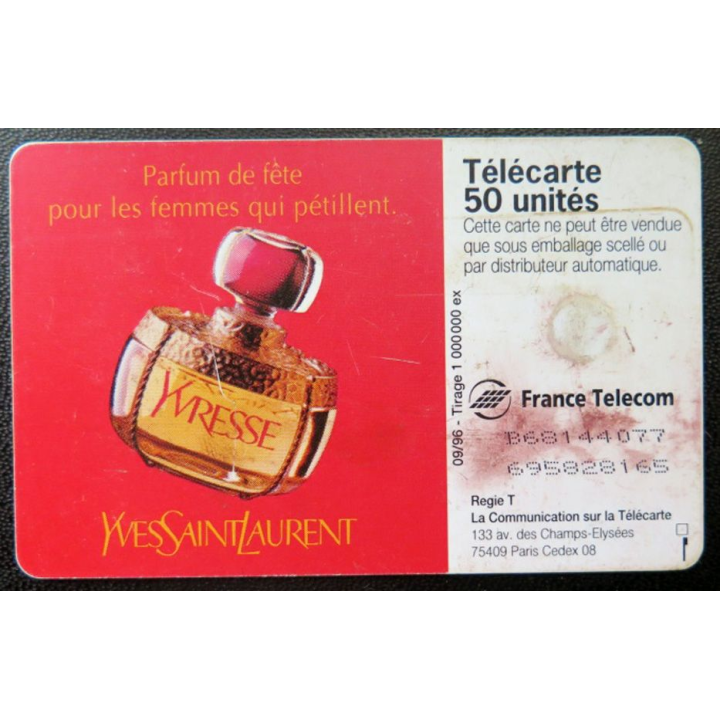 Parfum de fête
pour les femmes qui pétillent.
YVRESSE
YVESSAINTLAURENT
Télécarte
50 unités
Cette carte ne peut être vendue
que sous emballage scellé ou
par distributeur automatique.
09/96 - Tirage 1 000 000 ex
France Telecom
B68144077
695828165
Regie T
La Communication sur la Télécarte
133 av. des Champs-Elysées
75409 Paris Cedex 08